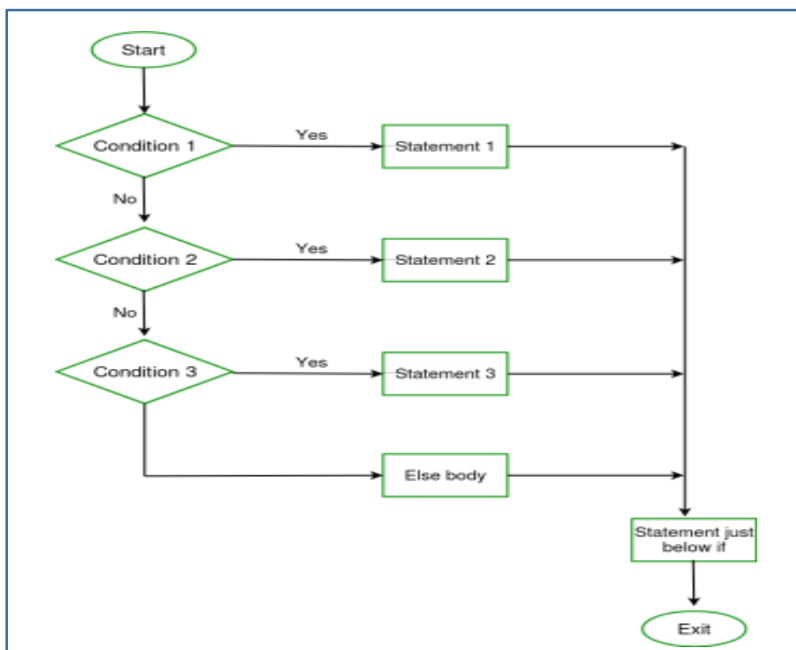 Start
Condition 1
Yes
Statement 1
No
Condition 2
Yes
Statement 2
No
Condition 3
Yes
Statement 3
Else body
Statement just
below if
Exit